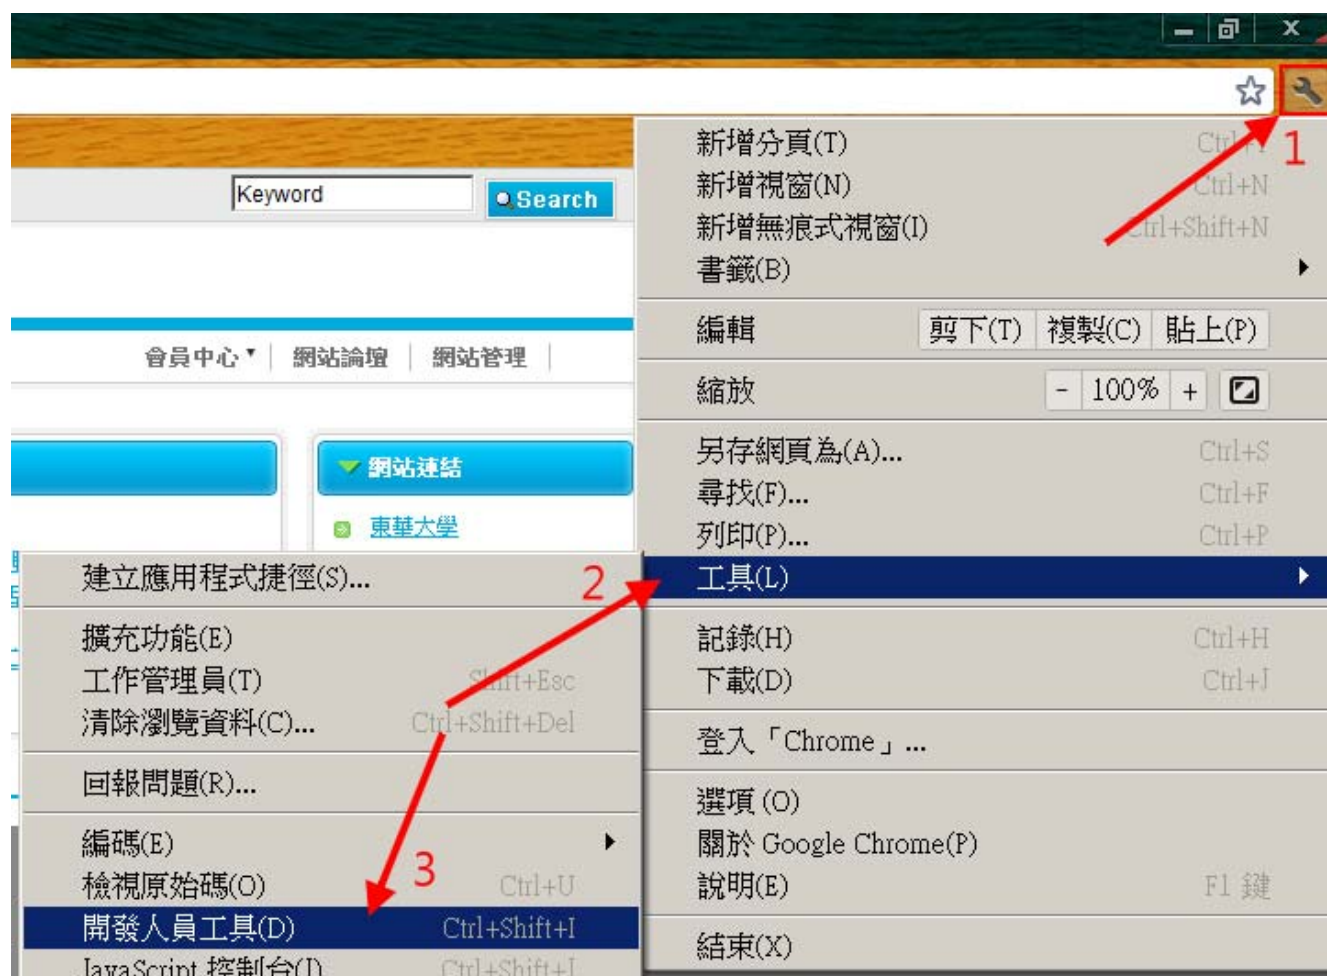 1
新增分頁(T) Ctrl+T
Keyword Search 新增視窗(N) Ctrl+N
新增無痕式視窗(I) Ctrl+Shift+N
書籤(B)
編輯 剪下(T) 複製(C) 貼上(P)
會員中心 網站論壇 網站管理
縮放 - 100% +
另存網頁為(A)... Ctrl+S
網站連結
尋找(F)... Ctrl+F
東華大學
列印(P)... Ctrl+P
工具(L)
2
建立應用程式捷徑(S)...
擴充功能(E)
工作管理員(T) Shift+Esc
清除瀏覽資料(C)... Ctrl+Shift+Del
回報問題(R)...
編碼(E)
3
檢視原始碼(O) Ctrl+U
開發人員工具(D) Ctrl+Shift+I
JavaScript 控制台(J)
記錄(H) Ctrl+H
下載(D) Ctrl+J
登入「Chrome」...
選項 (O)
關於 Google Chrome(P)
說明(E) F1 鍵
結束(X)